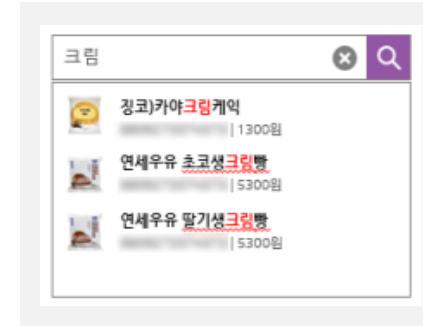 크림
징코)카야크림케익
| 1300원
연세우유 초코생크림빵
| 5300원
연세우유 딸기생크림빵
| 5300원